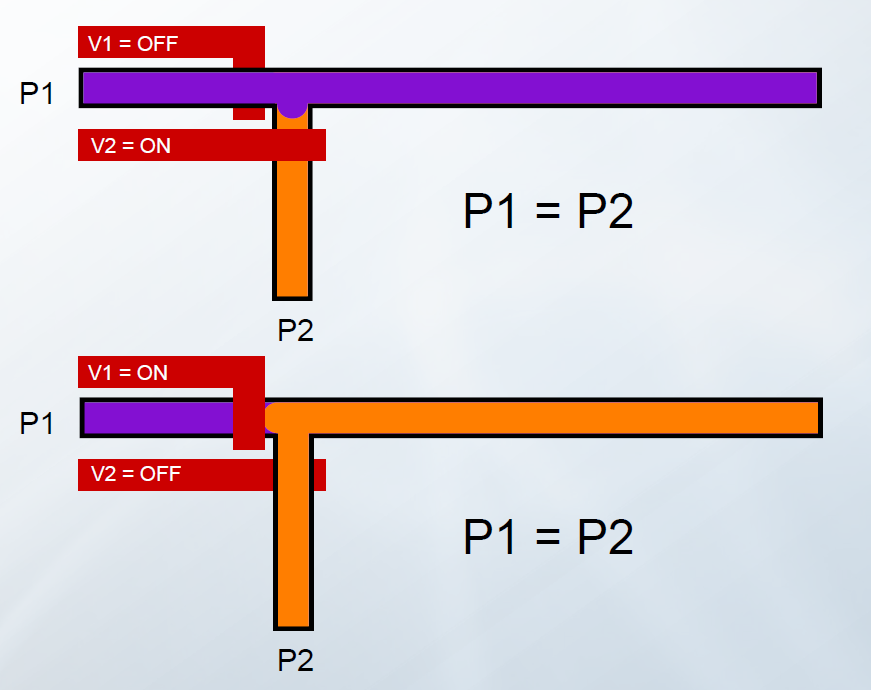 V1 = OFF
P1
V2 = ON
P1 = P2
P2
V1 = ON
P1
V2 = OFF
P1 = P2
P2